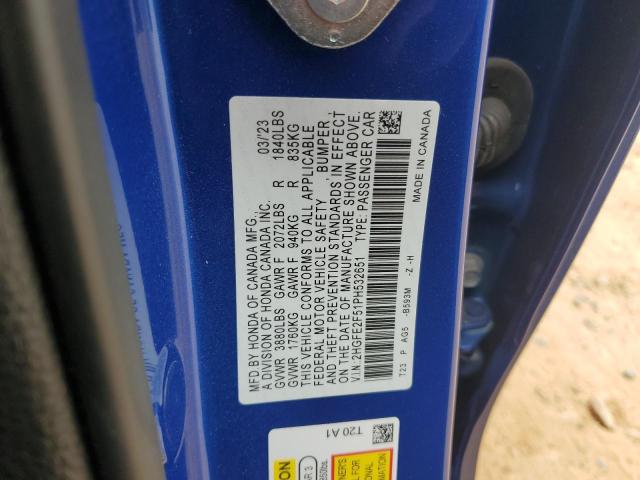 MFD.BY HONDA OF CANADA MFG., 03/'23
A DIVISION OF HONDA CANADA INC.
GVWR 3880LBS GAWR F 2072LBS R 1840LBS
GVWR 1760KG GAWR F 940KG R 835KG
THIS VEHICLE CONFORMS TO ALL APPLICABLE
FEDERAL MOTOR VEHICLE SAFETY , BUMPER ,
AND THEFT PREVENTION STANDARDS IN EFFECT
ON THE DATE OF MANUFACTURE SHOWN ABOVE.
V.I.N.:2HGFE2F51PH532651 TYPE: PASSENGER CAR
T23 P AG5 -B593M -Z -H MADE IN CANADA
T20 A1